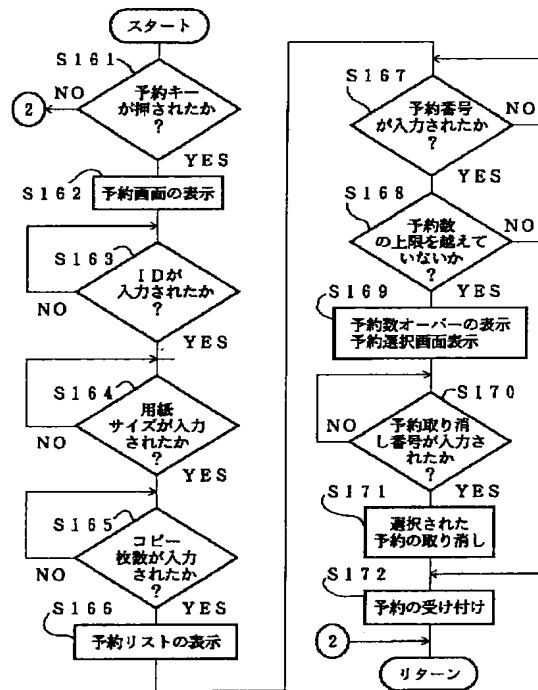 スタート
S161
予約キー
が押されたか
?
NO
2
YES
S162
予約画面の表示
S163
IDが
入力されたか
?
NO
YES
S164
用紙
サイズが入力
されたか
?
NO
YES
S165
コピー
枚数が入力
されたか
?
NO
YES
S166
予約リストの表示
S167
予約番号
が入力されたか
?
NO
YES
S168
予約数
の上限を越えて
いないか
?
NO
YES
S169
予約数オーバーの表示
予約選択画面表示
S170
予約取り消
し番号が入力さ
れたか
?
NO
YES
S171
選択された
予約の取り消し
S172
予約の受け付け
2
リターン